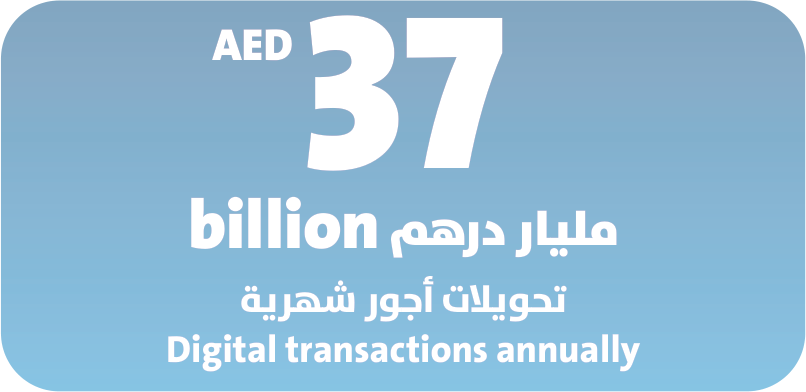 AED 37
billion مليار درهم
تحويلات أجور شهرية
Digital transactions annually